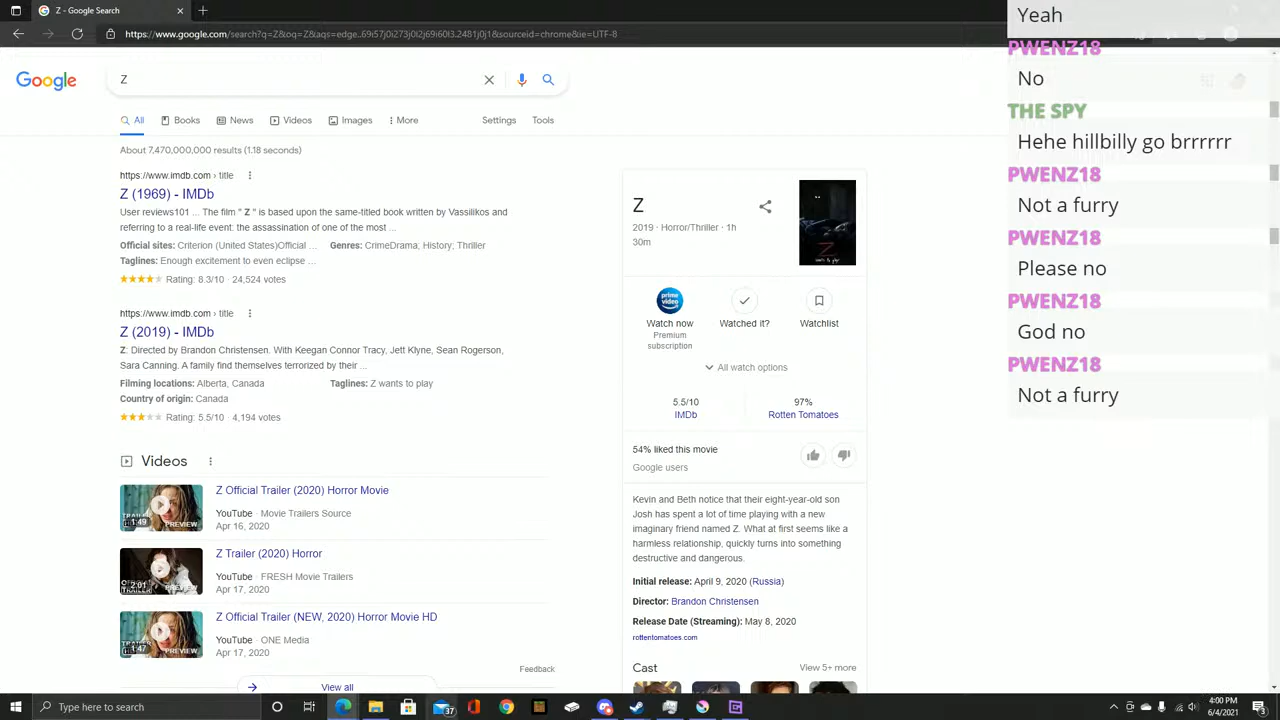 Z - Google Search
https://www.google.com/search?q=Z&oq=Z&aqs=edge..69i57j0i273j0l2j69i60l3.2481j0j1&sourceid=chrome&ie=UTF-8
Google
Z
All
Books
News
Videos
Images
More
Settings
Tools
About 7,470,000,000 results (1.18 seconds)
https://www.imdb.com › title
Z (1969) - IMDb
User reviews101 ... The film " Z " is based upon the same-titled book written by Vassilikos and
referring to a real-life event: the assassination of one of the most ...
Official sites: Criterion (United States)Official ... Genres: CrimeDrama; History; Thriller
Taglines: Enough excitement to even eclipse ...
Rating: 8.3/10 · 24,524 votes
https://www.imdb.com › title
Z (2019) - IMDb
Z: Directed by Brandon Christensen. With Keegan Connor Tracy, Jett Klyne, Sean Rogerson,
Sara Canning. A family find themselves terrorized by their ...
Filming locations: Alberta, Canada Taglines: Z wants to play
Country of origin: Canada
Rating: 5.5/10 · 4,194 votes
Videos
Z Official Trailer (2020) Horror Movie
YouTube · Movie Trailers Source
Apr 16, 2020
1:49
PREVIEW
Z Trailer (2020) Horror
YouTube · FRESH Movie Trailers
Apr 17, 2020
2:01
PREVIEW
Z Official Trailer (NEW, 2020) Horror Movie HD
YouTube · ONE Media
Apr 17, 2020
1:47
PREVIEW
Feedback
View all
Z
2019 · Horror/Thriller · 1h
30m
Z
prime video
Watch now
Premium
subscription
Watched it?
Watchlist
All watch options
5.5/10
IMDb
97%
Rotten Tomatoes
54% liked this movie
Google users
Kevin and Beth notice that their eight-year-old son
Josh has spent a lot of time playing with a new
imaginary friend named Z. What at first seems like a
harmless relationship, quickly turns into something
destructive and dangerous.
Initial release: April 9, 2020 (Russia)
Director: Brandon Christensen
Release Date (Streaming): May 8, 2020
rottentomatoes.com
Cast
View 5+ more
Yeah
PWENZ18
No
THE SPY
Hehe hillbilly go brrrrrr
PWENZ18
Not a furry
PWENZ18
Please no
PWENZ18
God no
PWENZ18
Not a furry
Type here to search
37
4:00 PM
6/4/2021